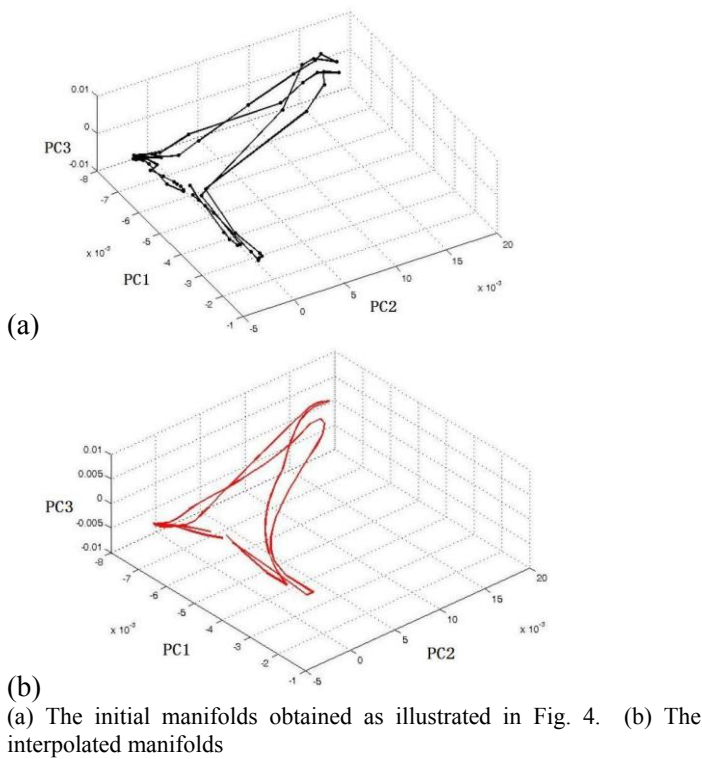 0.01
0
PC3
-0.01
-8
-7
-6
-5
x 10⁻³
-4
PC1
-3
-2
-1
-5
0
5
PC2
10
15
x 10⁻³
20
(a)
0.01
0.005
PC3
0
-0.005
-0.01
-8
-7
-6
x 10⁻³
-5
PC1
-4
-3
-2
-1
-5
0
5
PC2
10
15
x 10⁻³
20
(b)
(a) The initial manifolds obtained as illustrated in Fig. 4. (b) The
interpolated manifolds